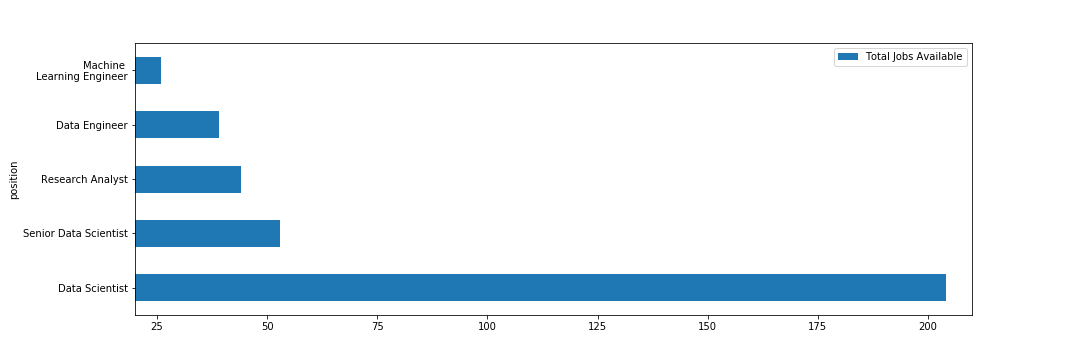 Total Jobs Available
Machine
Learning Engineer
Data Engineer
Research Analyst
Senior Data Scientist
Data Scientist
position
25 50 75 100 125 150 175 200